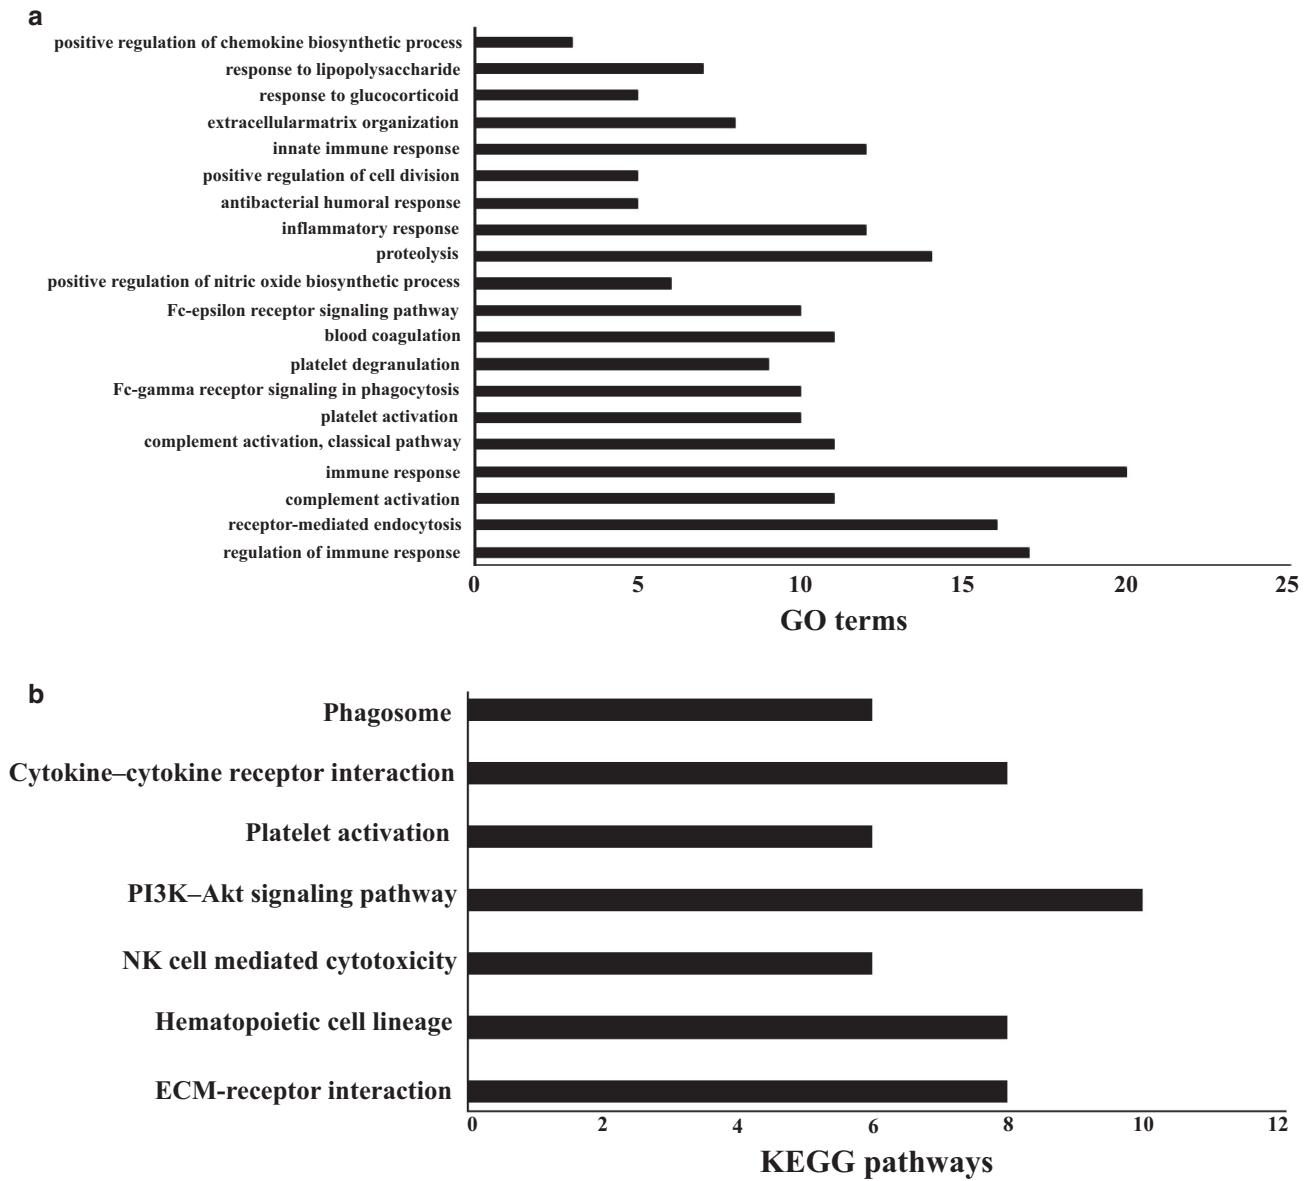 a
positive regulation of chemokine biosynthetic process
response to lipopolysaccharide
response to glucocorticoid
extracellularmatrix organization
innate immune response
positive regulation of cell division
antibacterial humoral response
inflammatory response
proteolysis
positive regulation of nitric oxide biosynthetic process
Fc-epsilon receptor signaling pathway
blood coagulation
platelet degranulation
Fc-gamma receptor signaling in phagocytosis
platelet activation
complement activation, classical pathway
immune response
complement activation
receptor-mediated endocytosis
regulation of immune response
0 5 10 15 20 25
GO terms
b
Phagosome
Cytokine–cytokine receptor interaction
Platelet activation
PI3K–Akt signaling pathway
NK cell mediated cytotoxicity
Hematopoietic cell lineage
ECM-receptor interaction
0 2 4 6 8 10 12
KEGG pathways